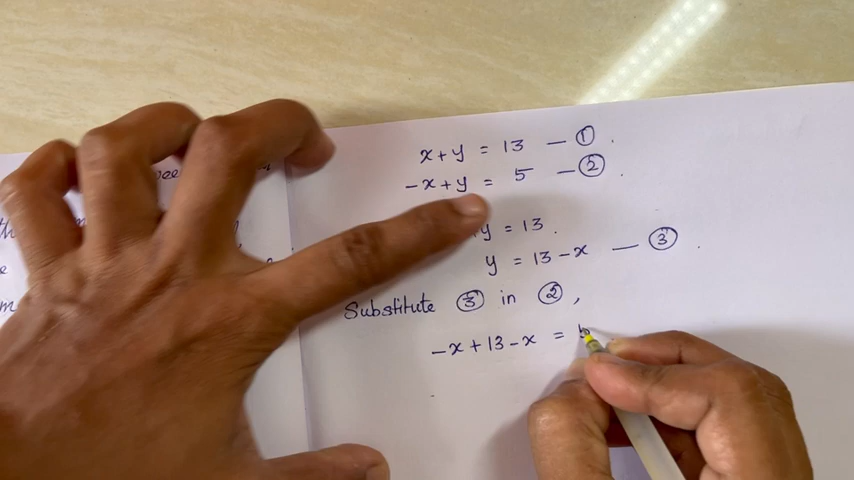 x+y = 13 — ①
-x+y = 5 — ②
y = 13
y = 13-x — ③
Substitute ③ in ②,
-x+13-x =